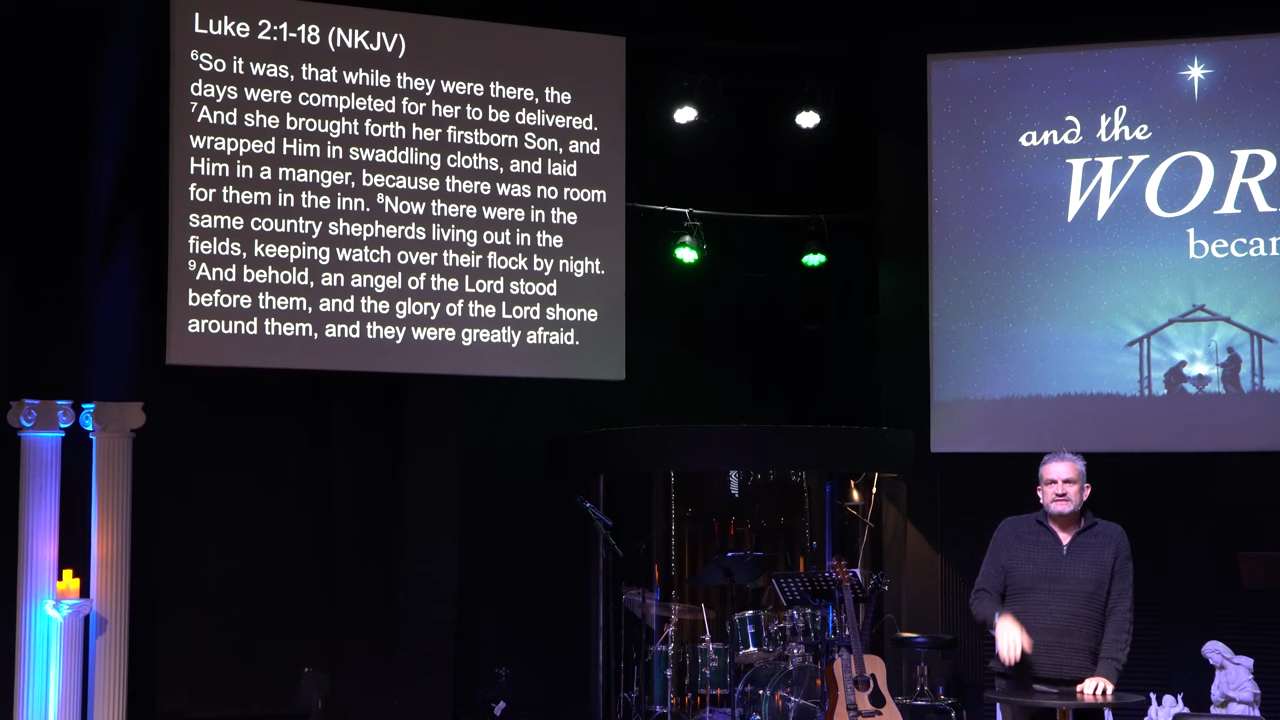 Luke 2:1-18 (NKJV)
⁶So it was, that while they were there, the
days were completed for her to be delivered.
⁷And she brought forth her firstborn Son, and
wrapped Him in swaddling cloths, and laid
Him in a manger, because there was no room
for them in the inn. ⁸Now there were in the
same country shepherds living out in the
fields, keeping watch over their flock by night.
⁹And behold, an angel of the Lord stood
before them, and the glory of the Lord shone
around them, and they were greatly afraid.
and the
WOR
becam